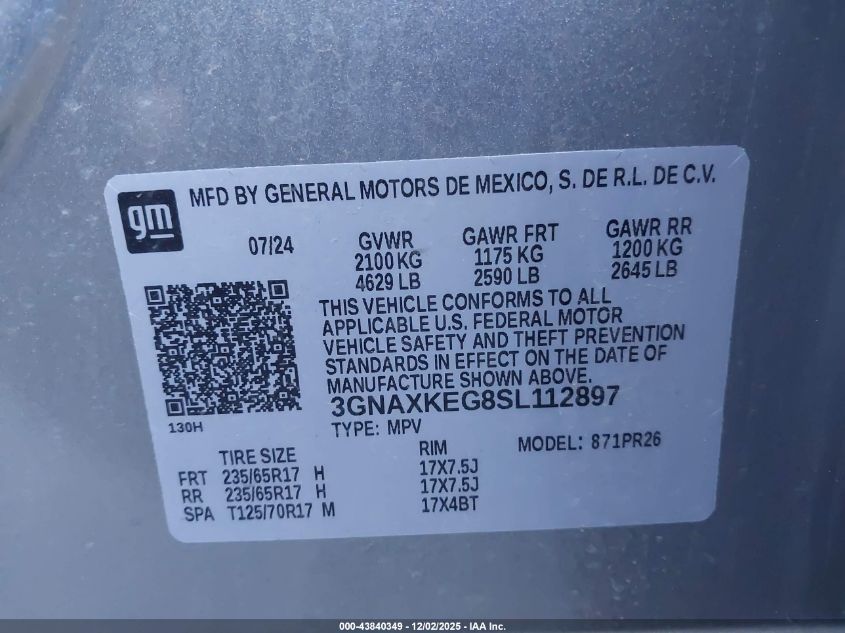 MFD BY GENERAL MOTORS DE MEXICO, S. DE R.L. DE C.V.
gm
07/24
GVWR
2100 KG
4629 LB
GAWR FRT
1175 KG
2590 LB
GAWR RR
1200 KG
2645 LB
THIS VEHICLE CONFORMS TO ALL
APPLICABLE U.S. FEDERAL MOTOR
VEHICLE SAFETY AND THEFT PREVENTION
STANDARDS IN EFFECT ON THE DATE OF
MANUFACTURE SHOWN ABOVE.
3GNAXKEG8SL112897
130H
TYPE: MPV
MODEL: 871PR26
TIRE SIZE
RIM
FRT 235/65R17 H 17X7.5J
RR 235/65R17 H 17X7.5J
SPA T125/70R17 M 17X4BT
000-43840349 - 12/02/2025 - IAA Inc.